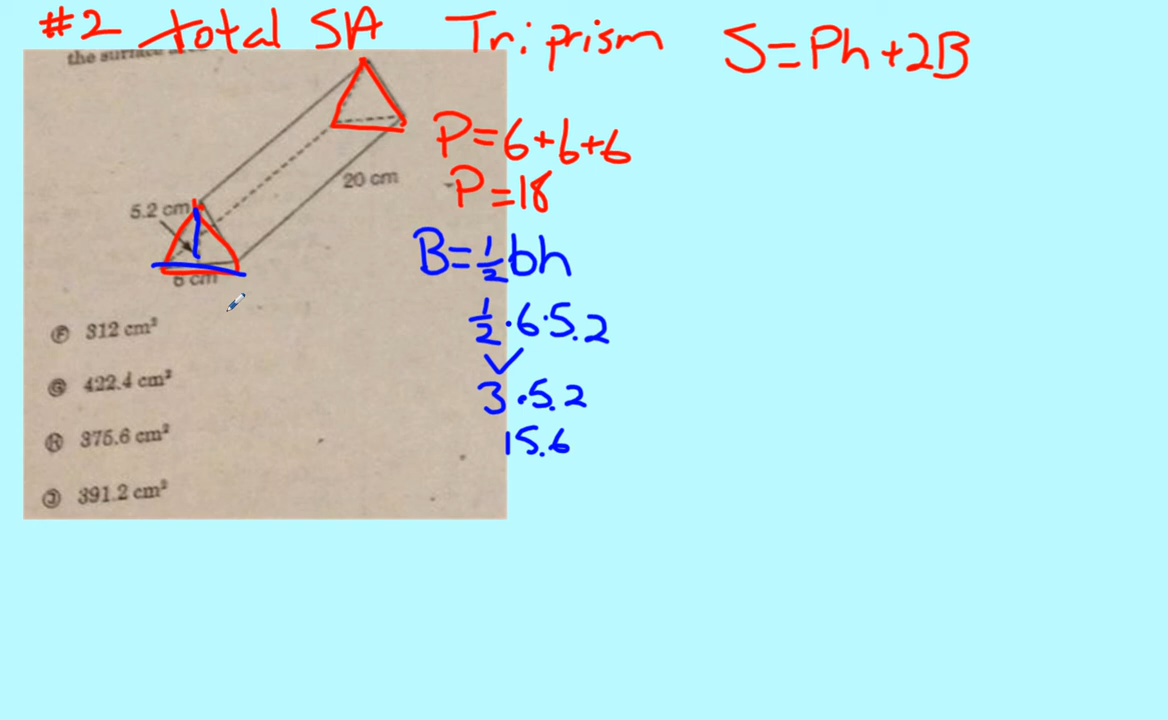 #2 total SA Tri prism S=Ph+2B
the surface
P=6+6+6
20 cm
P=18
5.2 cm
B=½bh
6 cm
½·6·5.2
Ⓕ 312 cm²
Ⓖ 422.4 cm²
3·5.2
Ⓗ 375.6 cm²
15.6
Ⓙ 391.2 cm²